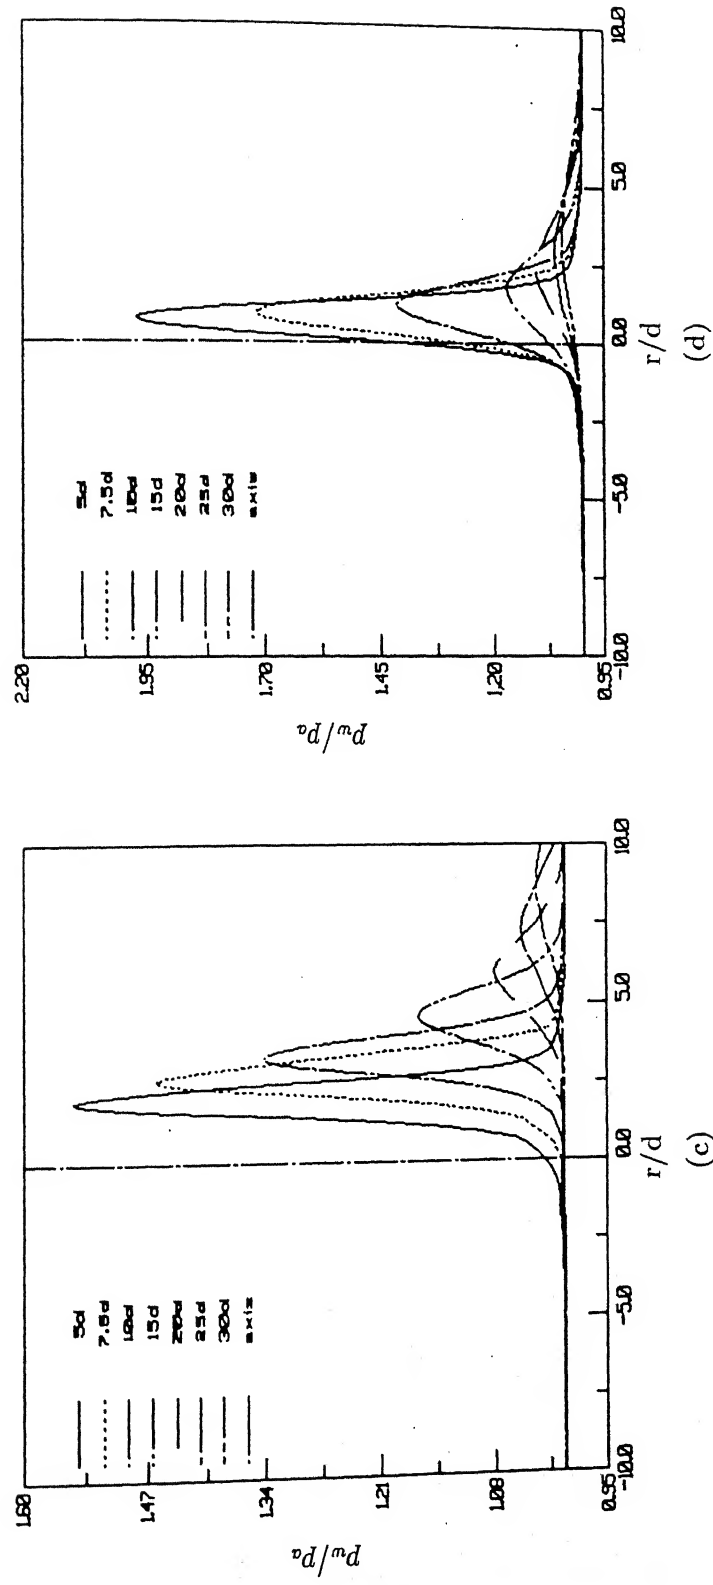 1.60
1.47
1.34
1.21
1.08
0.95
p_w/p_a
5d
7.5d
10d
15d
20d
25d
30d
axis
-10.0
-5.0
0.0
5.0
10.0
r/d
(c)
2.20
1.95
1.70
1.45
1.20
0.95
p_w/p_a
5d
7.5d
10d
15d
20d
25d
30d
axis
-10.0
-5.0
0.0
5.0
10.0
r/d
(d)